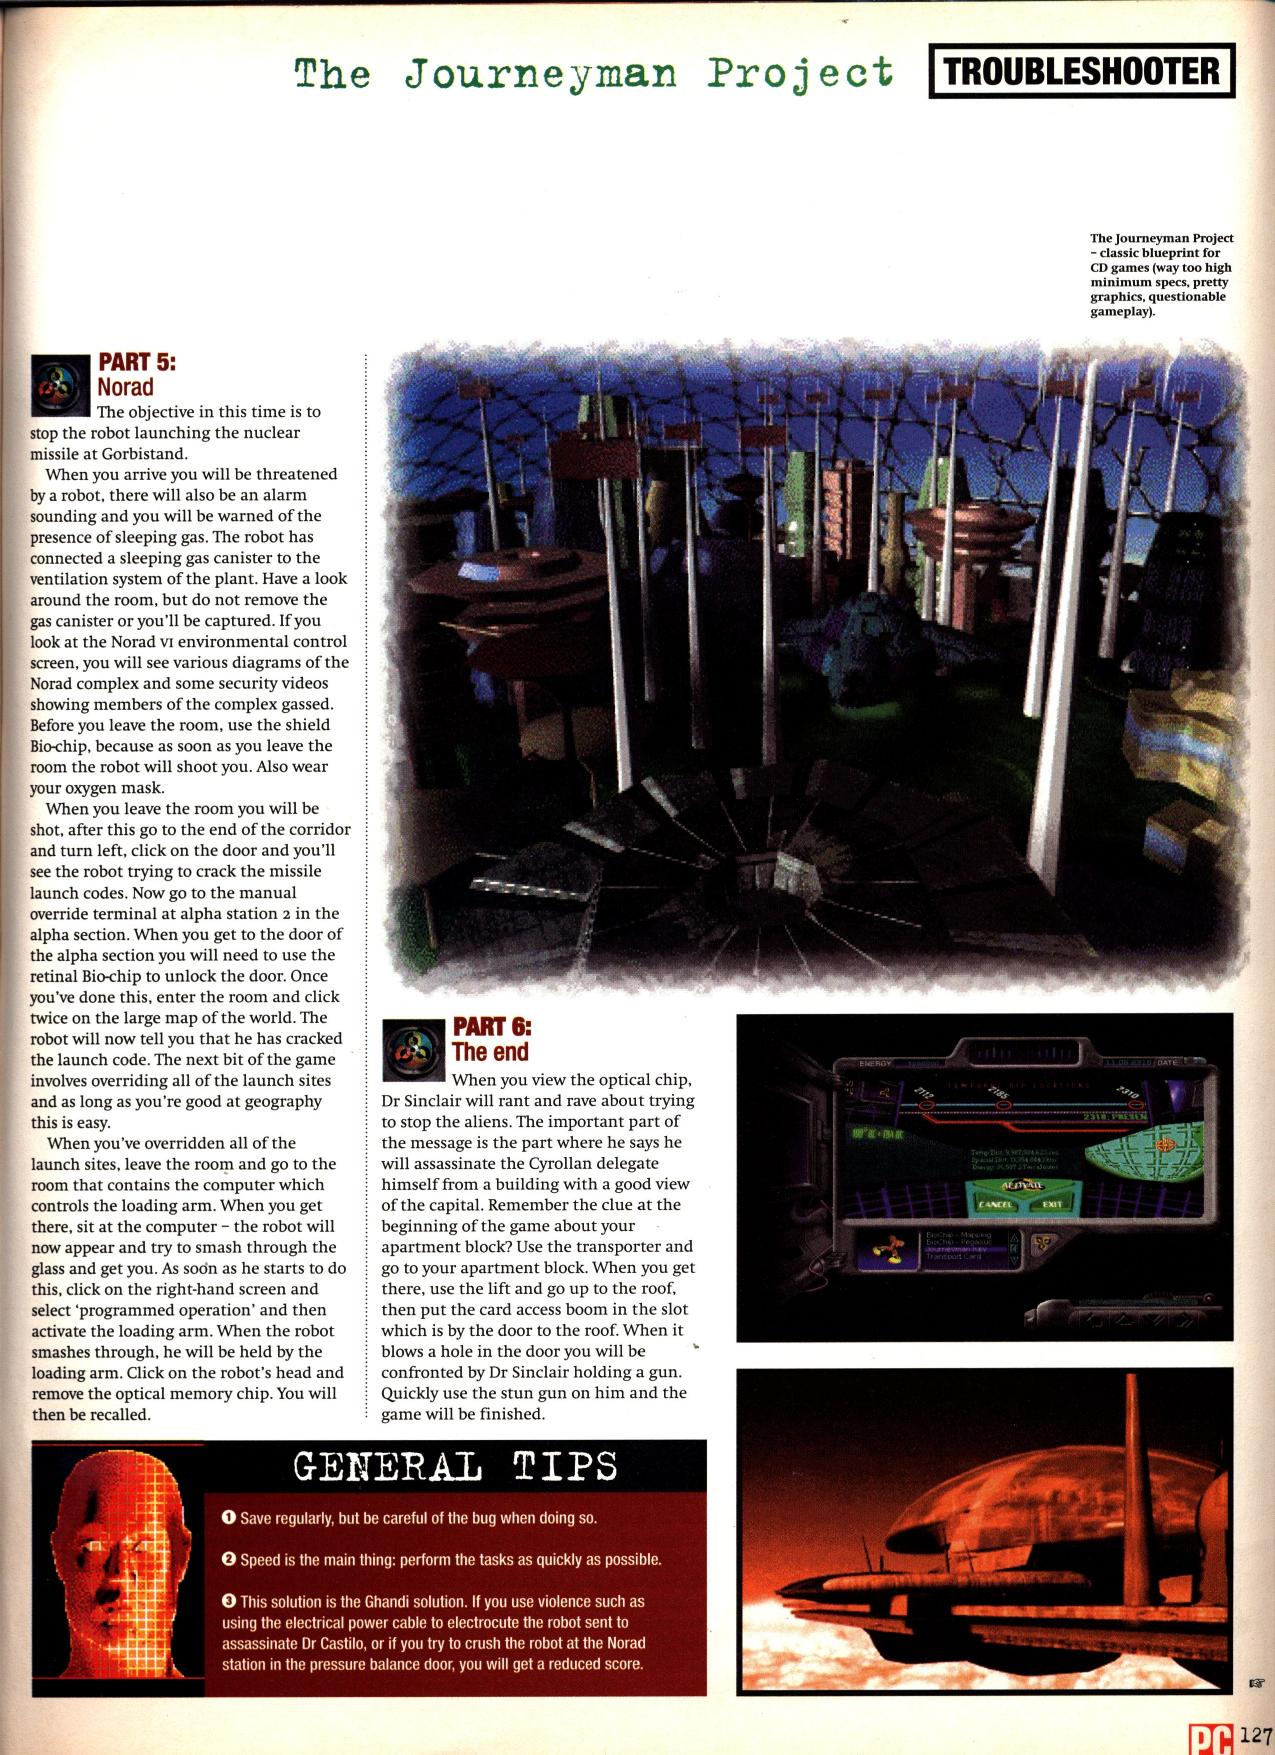 The Journeyman Project
TROUBLESHOOTER
The Journeyman Project
– classic blueprint for
CD games (way too high
minimum specs, pretty
graphics, questionable
gameplay).
PART 5:
Norad
The objective in this time is to
stop the robot launching the nuclear
missile at Gorbistand.
When you arrive you will be threatened
by a robot, there will also be an alarm
sounding and you will be warned of the
presence of sleeping gas. The robot has
connected a sleeping gas canister to the
ventilation system of the plant. Have a look
around the room, but do not remove the
gas canister or you'll be captured. If you
look at the Norad VI environmental control
screen, you will see various diagrams of the
Norad complex and some security videos
showing members of the complex gassed.
Before you leave the room, use the shield
Bio-chip, because as soon as you leave the
room the robot will shoot you. Also wear
your oxygen mask.
When you leave the room you will be
shot, after this go to the end of the corridor
and turn left, click on the door and you'll
see the robot trying to crack the missile
launch codes. Now go to the manual
override terminal at alpha station 2 in the
alpha section. When you get to the door of
the alpha section you will need to use the
retinal Bio-chip to unlock the door. Once
you've done this, enter the room and click
twice on the large map of the world. The
robot will now tell you that he has cracked
the launch code. The next bit of the game
involves overriding all of the launch sites
and as long as you're good at geography
this is easy.
When you've overridden all of the
launch sites, leave the room and go to the
room that contains the computer which
controls the loading arm. When you get
there, sit at the computer – the robot will
now appear and try to smash through the
glass and get you. As soon as he starts to do
this, click on the right-hand screen and
select 'programmed operation' and then
activate the loading arm. When the robot
smashes through, he will be held by the
loading arm. Click on the robot's head and
remove the optical memory chip. You will
then be recalled.
PART 6:
The end
When you view the optical chip,
Dr Sinclair will rant and rave about trying
to stop the aliens. The important part of
the message is the part where he says he
will assassinate the Cyrollan delegate
himself from a building with a good view
of the capital. Remember the clue at the
beginning of the game about your
apartment block? Use the transporter and
go to your apartment block. When you get
there, use the lift and go up to the roof,
then put the card access boom in the slot
which is by the door to the roof. When it
blows a hole in the door you will be
confronted by Dr Sinclair holding a gun.
Quickly use the stun gun on him and the
game will be finished.
ENERGY
DATE
2112
2185
2310
2318, PRESEN
ACTIVATE
CANCEL
EXIT
BioChip - Mapping
BioChip - Pegasus
Journeyman Key
Transport Card
GENERAL TIPS
1 Save regularly, but be careful of the bug when doing so.
2 Speed is the main thing: perform the tasks as quickly as possible.
3 This solution is the Ghandi solution. If you use violence such as
using the electrical power cable to electrocute the robot sent to
assassinate Dr Castilo, or if you try to crush the robot at the Norad
station in the pressure balance door, you will get a reduced score.
PC 127